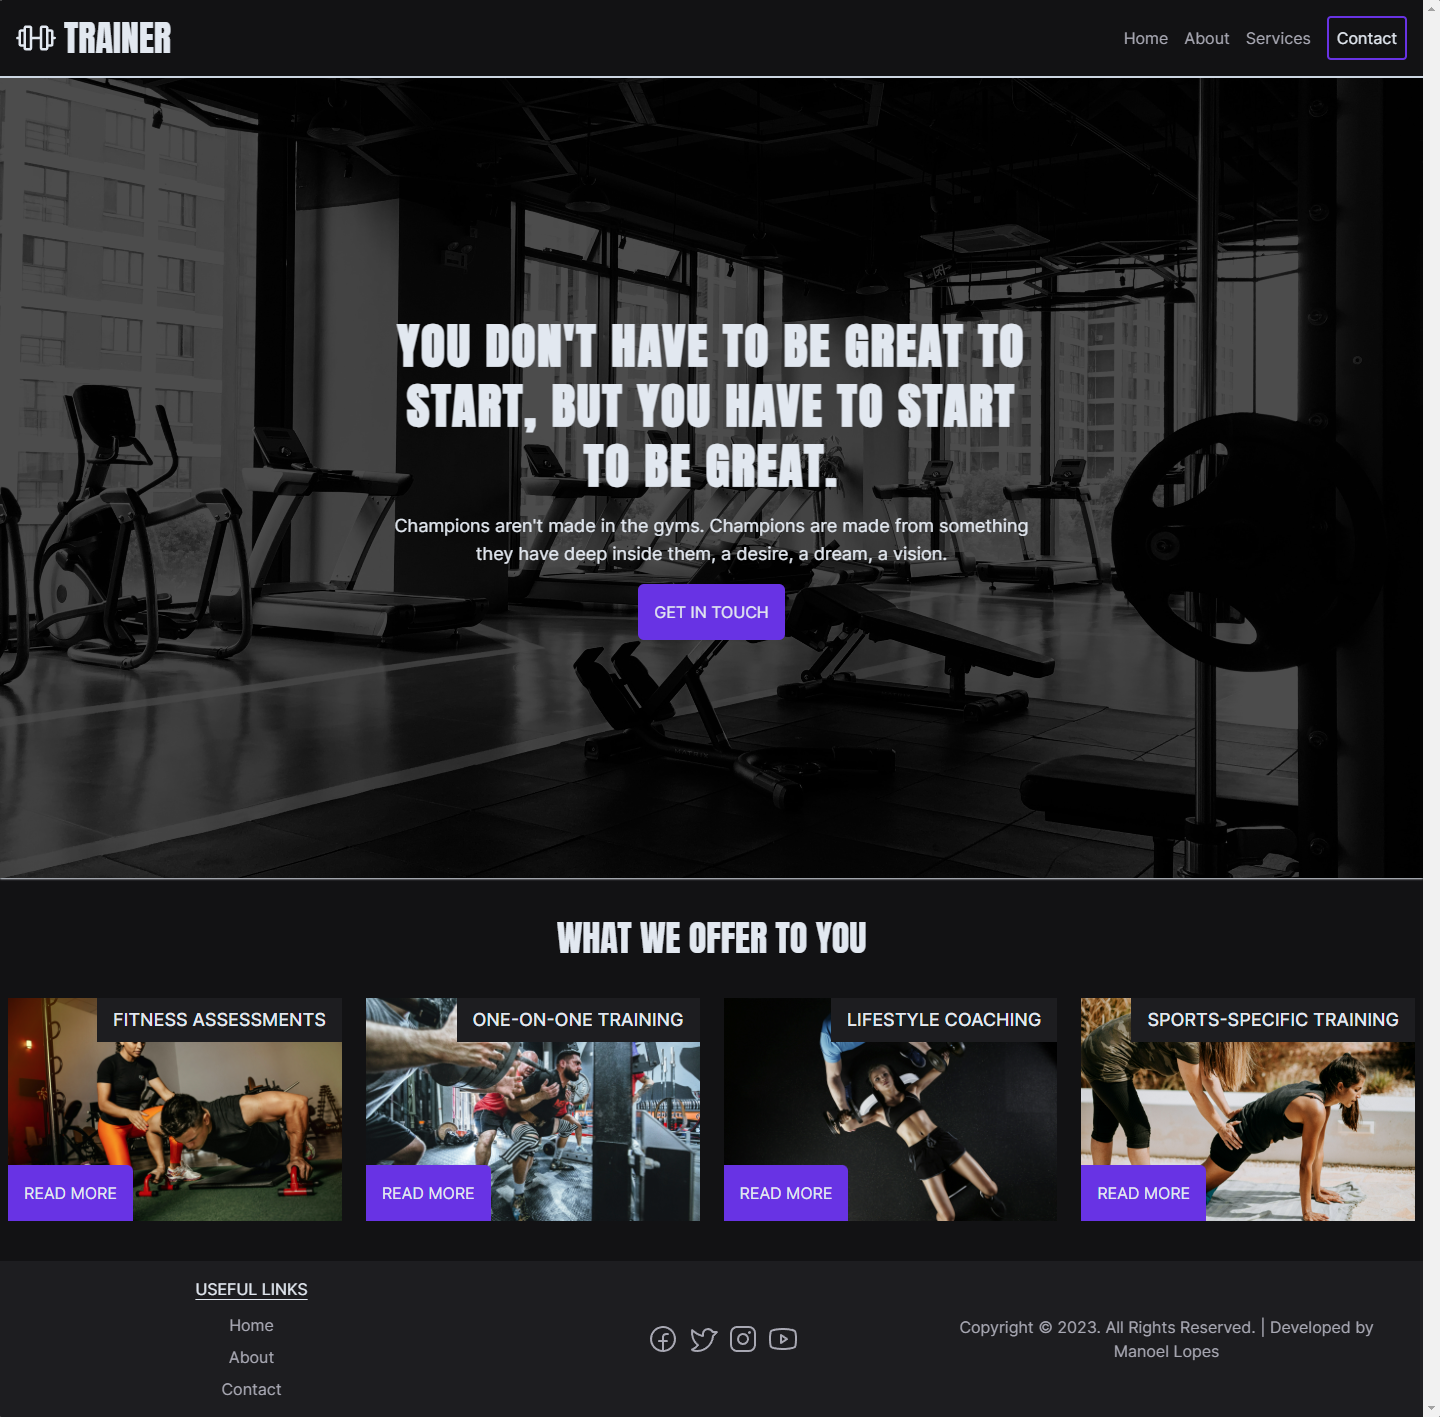 TRAINER
Home About Services Contact
YOU DON'T HAVE TO BE GREAT TO
START, BUT YOU HAVE TO START
TO BE GREAT.
Champions aren't made in the gyms. Champions are made from something
they have deep inside them, a desire, a dream, a vision.
GET IN TOUCH
WHAT WE OFFER TO YOU
FITNESS ASSESSMENTS
READ MORE
ONE-ON-ONE TRAINING
READ MORE
LIFESTYLE COACHING
READ MORE
SPORTS-SPECIFIC TRAINING
READ MORE
USEFUL LINKS
Home
About
Contact
Copyright © 2023. All Rights Reserved. | Developed by
Manoel Lopes